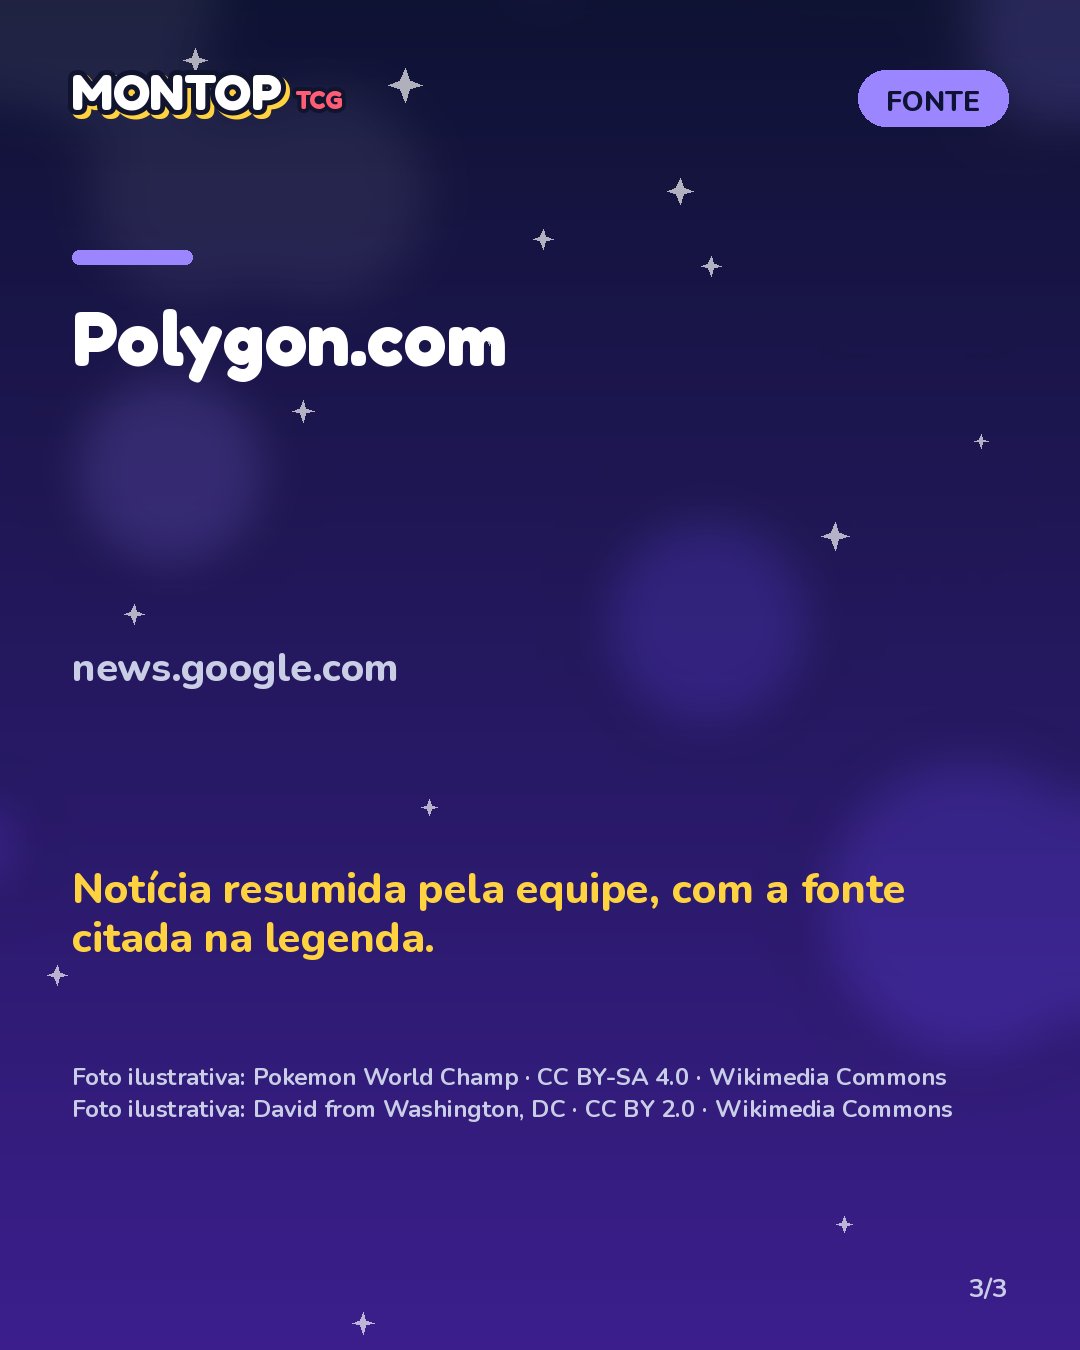 MONTOP TCG
FONTE
Polygon.com
news.google.com
Notícia resumida pela equipe, com a fonte
citada na legenda.
Foto ilustrativa: Pokemon World Champ · CC BY-SA 4.0 · Wikimedia Commons
Foto ilustrativa: David from Washington, DC · CC BY 2.0 · Wikimedia Commons
3/3